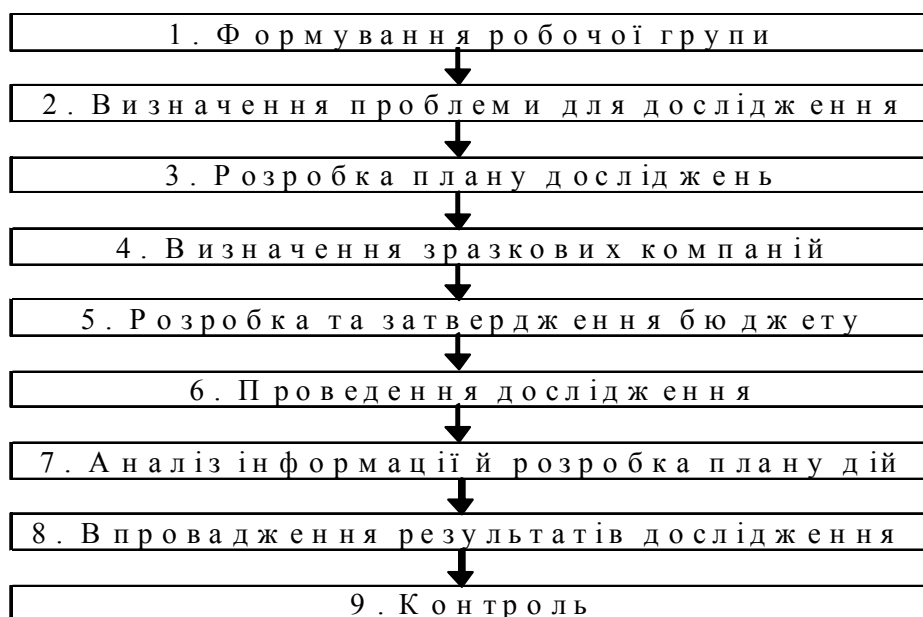 1. Формування робочої групи
2. Визначення проблеми для дослідження
3. Розробка плану досліджень
4. Визначення зразкових компаній
5. Розробка та затвердження бюджету
6. Проведення дослідження
7. Аналіз інформації й розробка плану дій
8. Впровадження результатів дослідження
9. Контроль